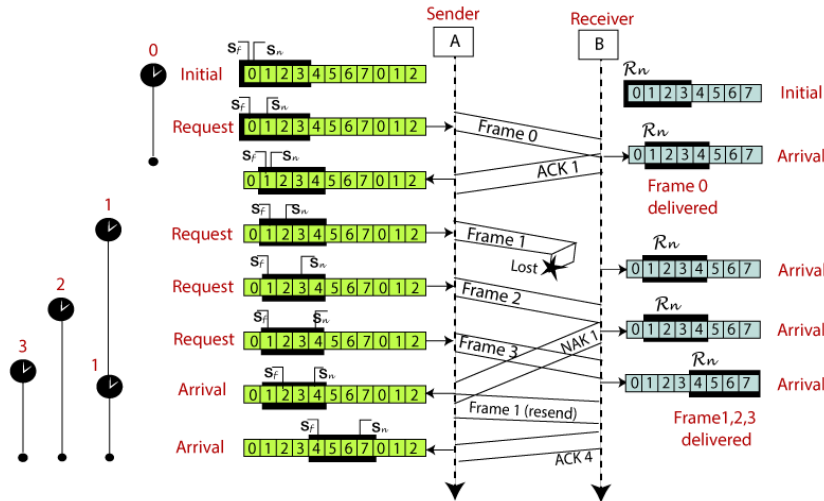 Sender
Receiver
A
B
0
Sf Sn
Initial
0 1 2 3 4 5 6 7 0 1 2
Rn
0 1 2 3 4 5 6 7
Initial
Sf Sn
Request
0 1 2 3 4 5 6 7 0 1 2
Frame 0
Rn
0 1 2 3 4 5 6 7
Arrival
Sf Sn
0 1 2 3 4 5 6 7 0 1 2
ACK 1
Frame 0
delivered
1
Sf Sn
Request
0 1 2 3 4 5 6 7 0 1 2
Frame 1
Lost
Rn
0 1 2 3 4 5 6 7
Arrival
2
Sf Sn
Request
0 1 2 3 4 5 6 7 0 1 2
Frame 2
Rn
0 1 2 3 4 5 6 7
Arrival
3
Sf Sn
Request
0 1 2 3 4 5 6 7 0 1 2
Frame 3
NAK 1
Rn
0 1 2 3 4 5 6 7
Arrival
1
Sf Sn
Arrival
0 1 2 3 4 5 6 7 0 1 2
Frame 1 (resend)
Frame1,2,3
delivered
Sf Sn
Arrival
0 1 2 3 4 5 6 7 0 1 2
ACK 4